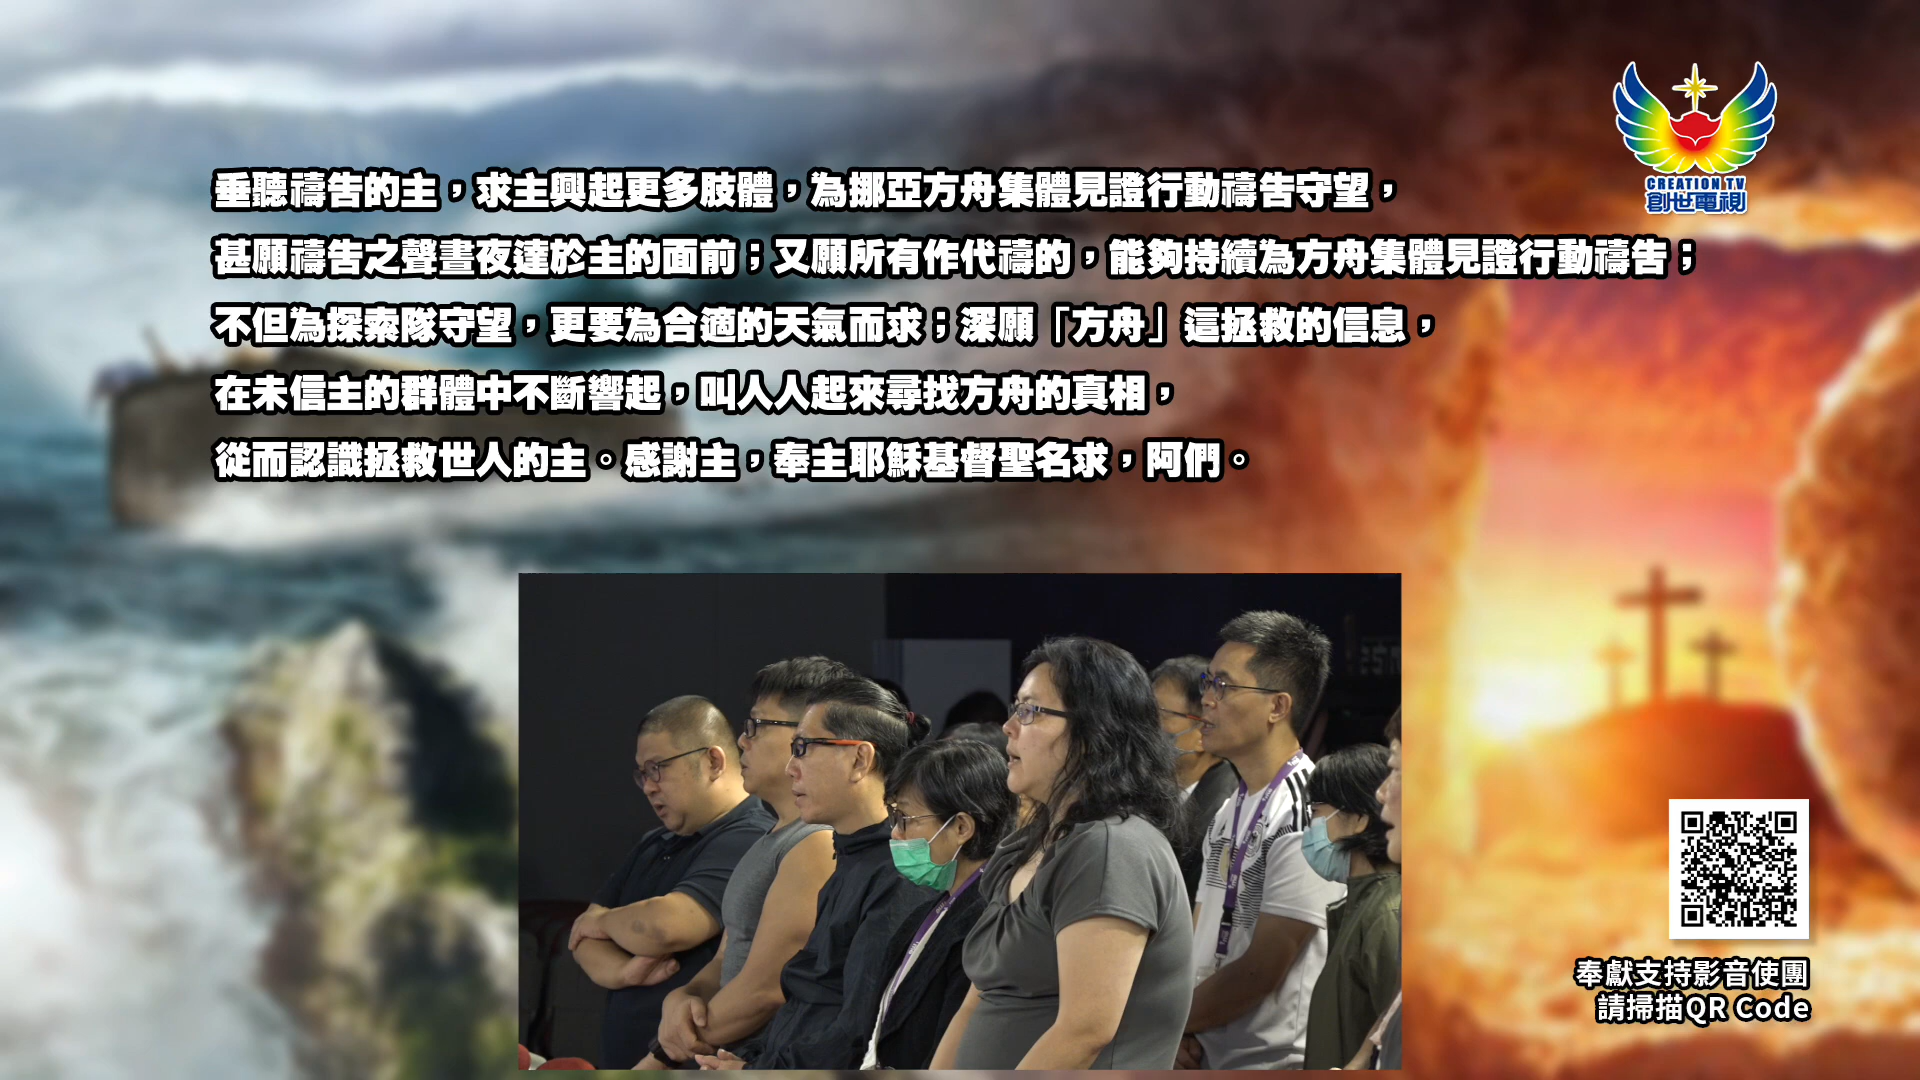 垂聽禱告的主，求主興起更多肢體，為挪亞方舟集體見證行動禱告守望，
甚願禱告之聲晝夜達於主的面前；又願所有作代禱的，能夠持續為方舟集體見證行動禱告；
不但為探索隊守望，更要為合適的天氣而求；深願「方舟」這拯救的信息，
在未信主的群體中不斷響起，叫人人起來尋找方舟的真相，
從而認識拯救世人的主。感謝主，奉主耶穌基督聖名求，阿們。
CREATION TV
創世電視
奉獻支持影音使團
請掃描QR Code